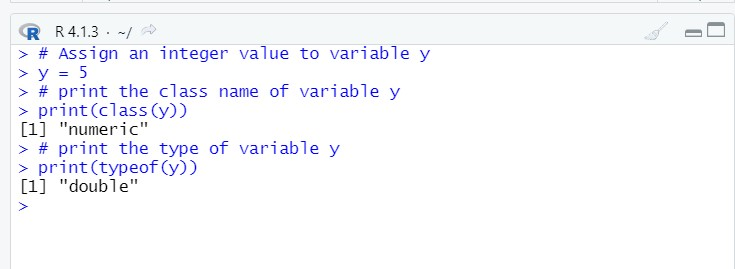 R 4.1.3 · ~/
> # Assign an integer value to variable y
> y = 5
> # print the class name of variable y
> print(class(y))
[1] "numeric"
> # print the type of variable y
> print(typeof(y))
[1] "double"
>